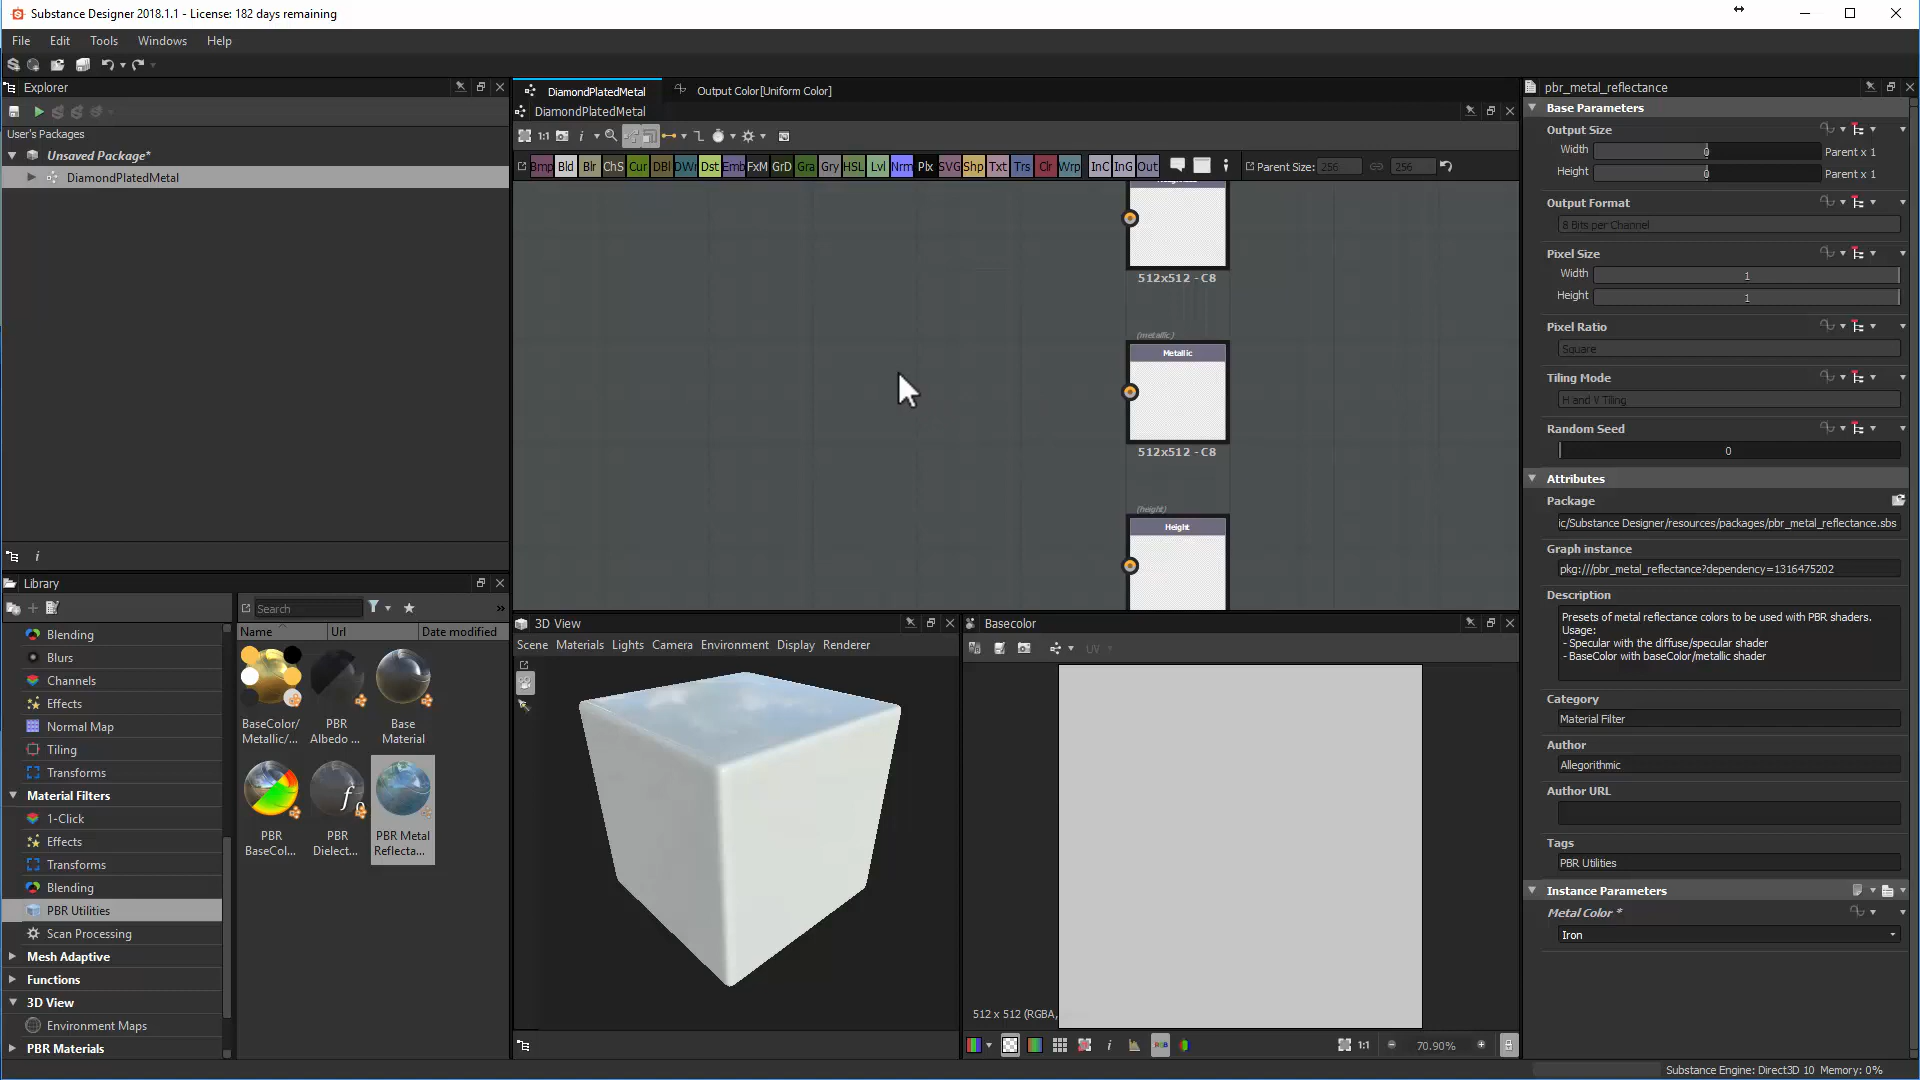 Substance Designer 2018.1.1 - License: 182 days remaining
File Edit Tools Windows Help
Explorer
User's Packages
Unsaved Package*
DiamondPlatedMetal
Library
Search
Name Url Date modified
Blending
Blurs
Channels
Effects
Normal Map
Tiling
Transforms
Material Filters
1-Click
Effects
Transforms
Blending
PBR Utilities
Scan Processing
Mesh Adaptive
Functions
3D View
Environment Maps
PBR Materials
BaseColor/
Metallic/...
PBR
Albedo ...
Base
Material
PBR
BaseCol...
PBR
Dielect...
PBR Metal
Reflecta...
DiamondPlatedMetal Output Color[Uniform Color]
DiamondPlatedMetal
1:1
Bmp Bld Blr ChS Cur DBl DWr Dst Emb FxM GrD Gra Gry HSL Lvl Nrm Plx SVG Shp Txt Trs Clr Wrp InC InG Out Parent Size: 256 256
512x512 - C8
(metallic)
Metallic
512x512 - C8
(height)
Height
3D View
Scene Materials Lights Camera Environment Display Renderer
Basecolor
UV
512 x 512 (RGBA,
1:1 70.90%
pbr_metal_reflectance
Base Parameters
Output Size
Width 0 Parent x 1
Height 0 Parent x 1
Output Format
8 Bits per Channel
Pixel Size
Width 1
Height 1
Pixel Ratio
Square
Tiling Mode
H and V Tiling
Random Seed
0
Attributes
Package
ic/Substance Designer/resources/packages/pbr_metal_reflectance.sbs
Graph instance
pkg:///pbr_metal_reflectance?dependency=1316475202
Description
Presets of metal reflectance colors to be used with PBR shaders.
Usage:
- Specular with the diffuse/specular shader
- BaseColor with baseColor/metallic shader
Category
Material Filter
Author
Allegorithmic
Author URL
Tags
PBR Utilities
Instance Parameters
Metal Color *
Iron
Substance Engine: Direct3D 10 Memory: 0%